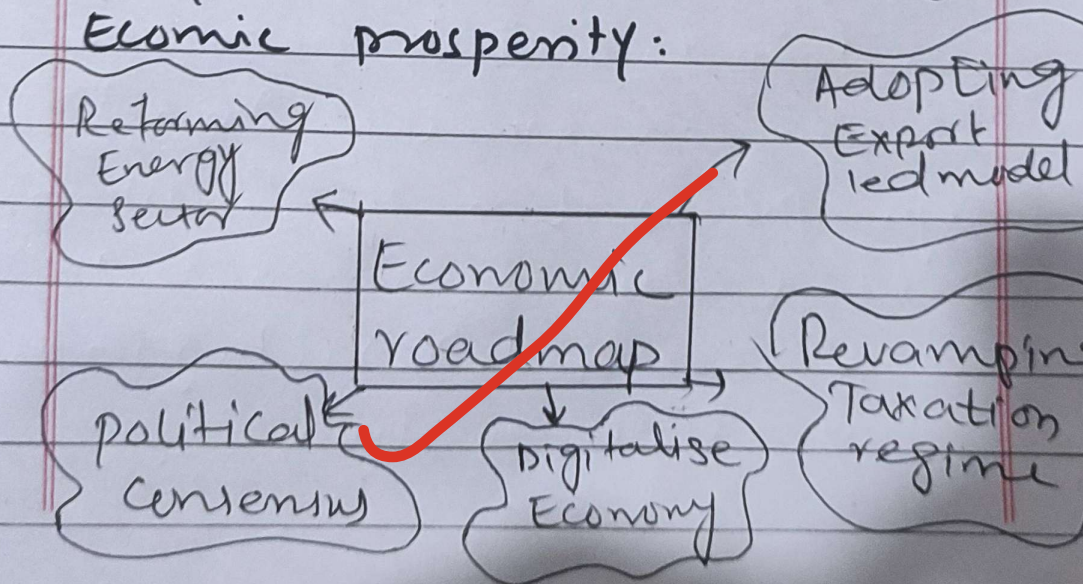 Ecomic prosperity:
Reforming
Energy
Sector
Adopting
Export
led model
Economic
roadmap
Political
Consensus
Digitalise
Economy
Revampin
Taxation
regime